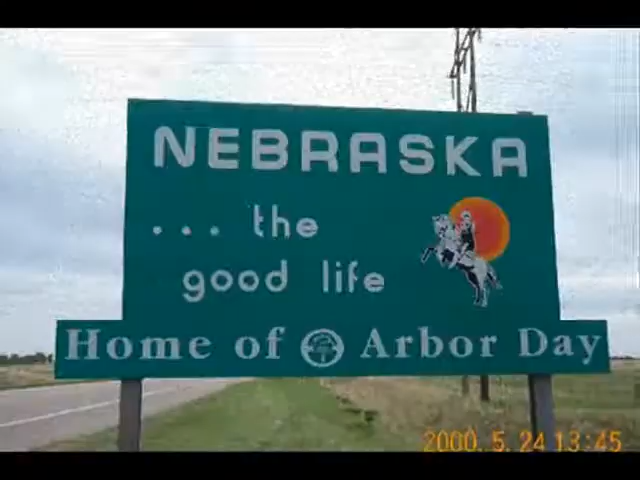 NEBRASKA
... the
good life
Home of Arbor Day
2000. 5. 24 13:45